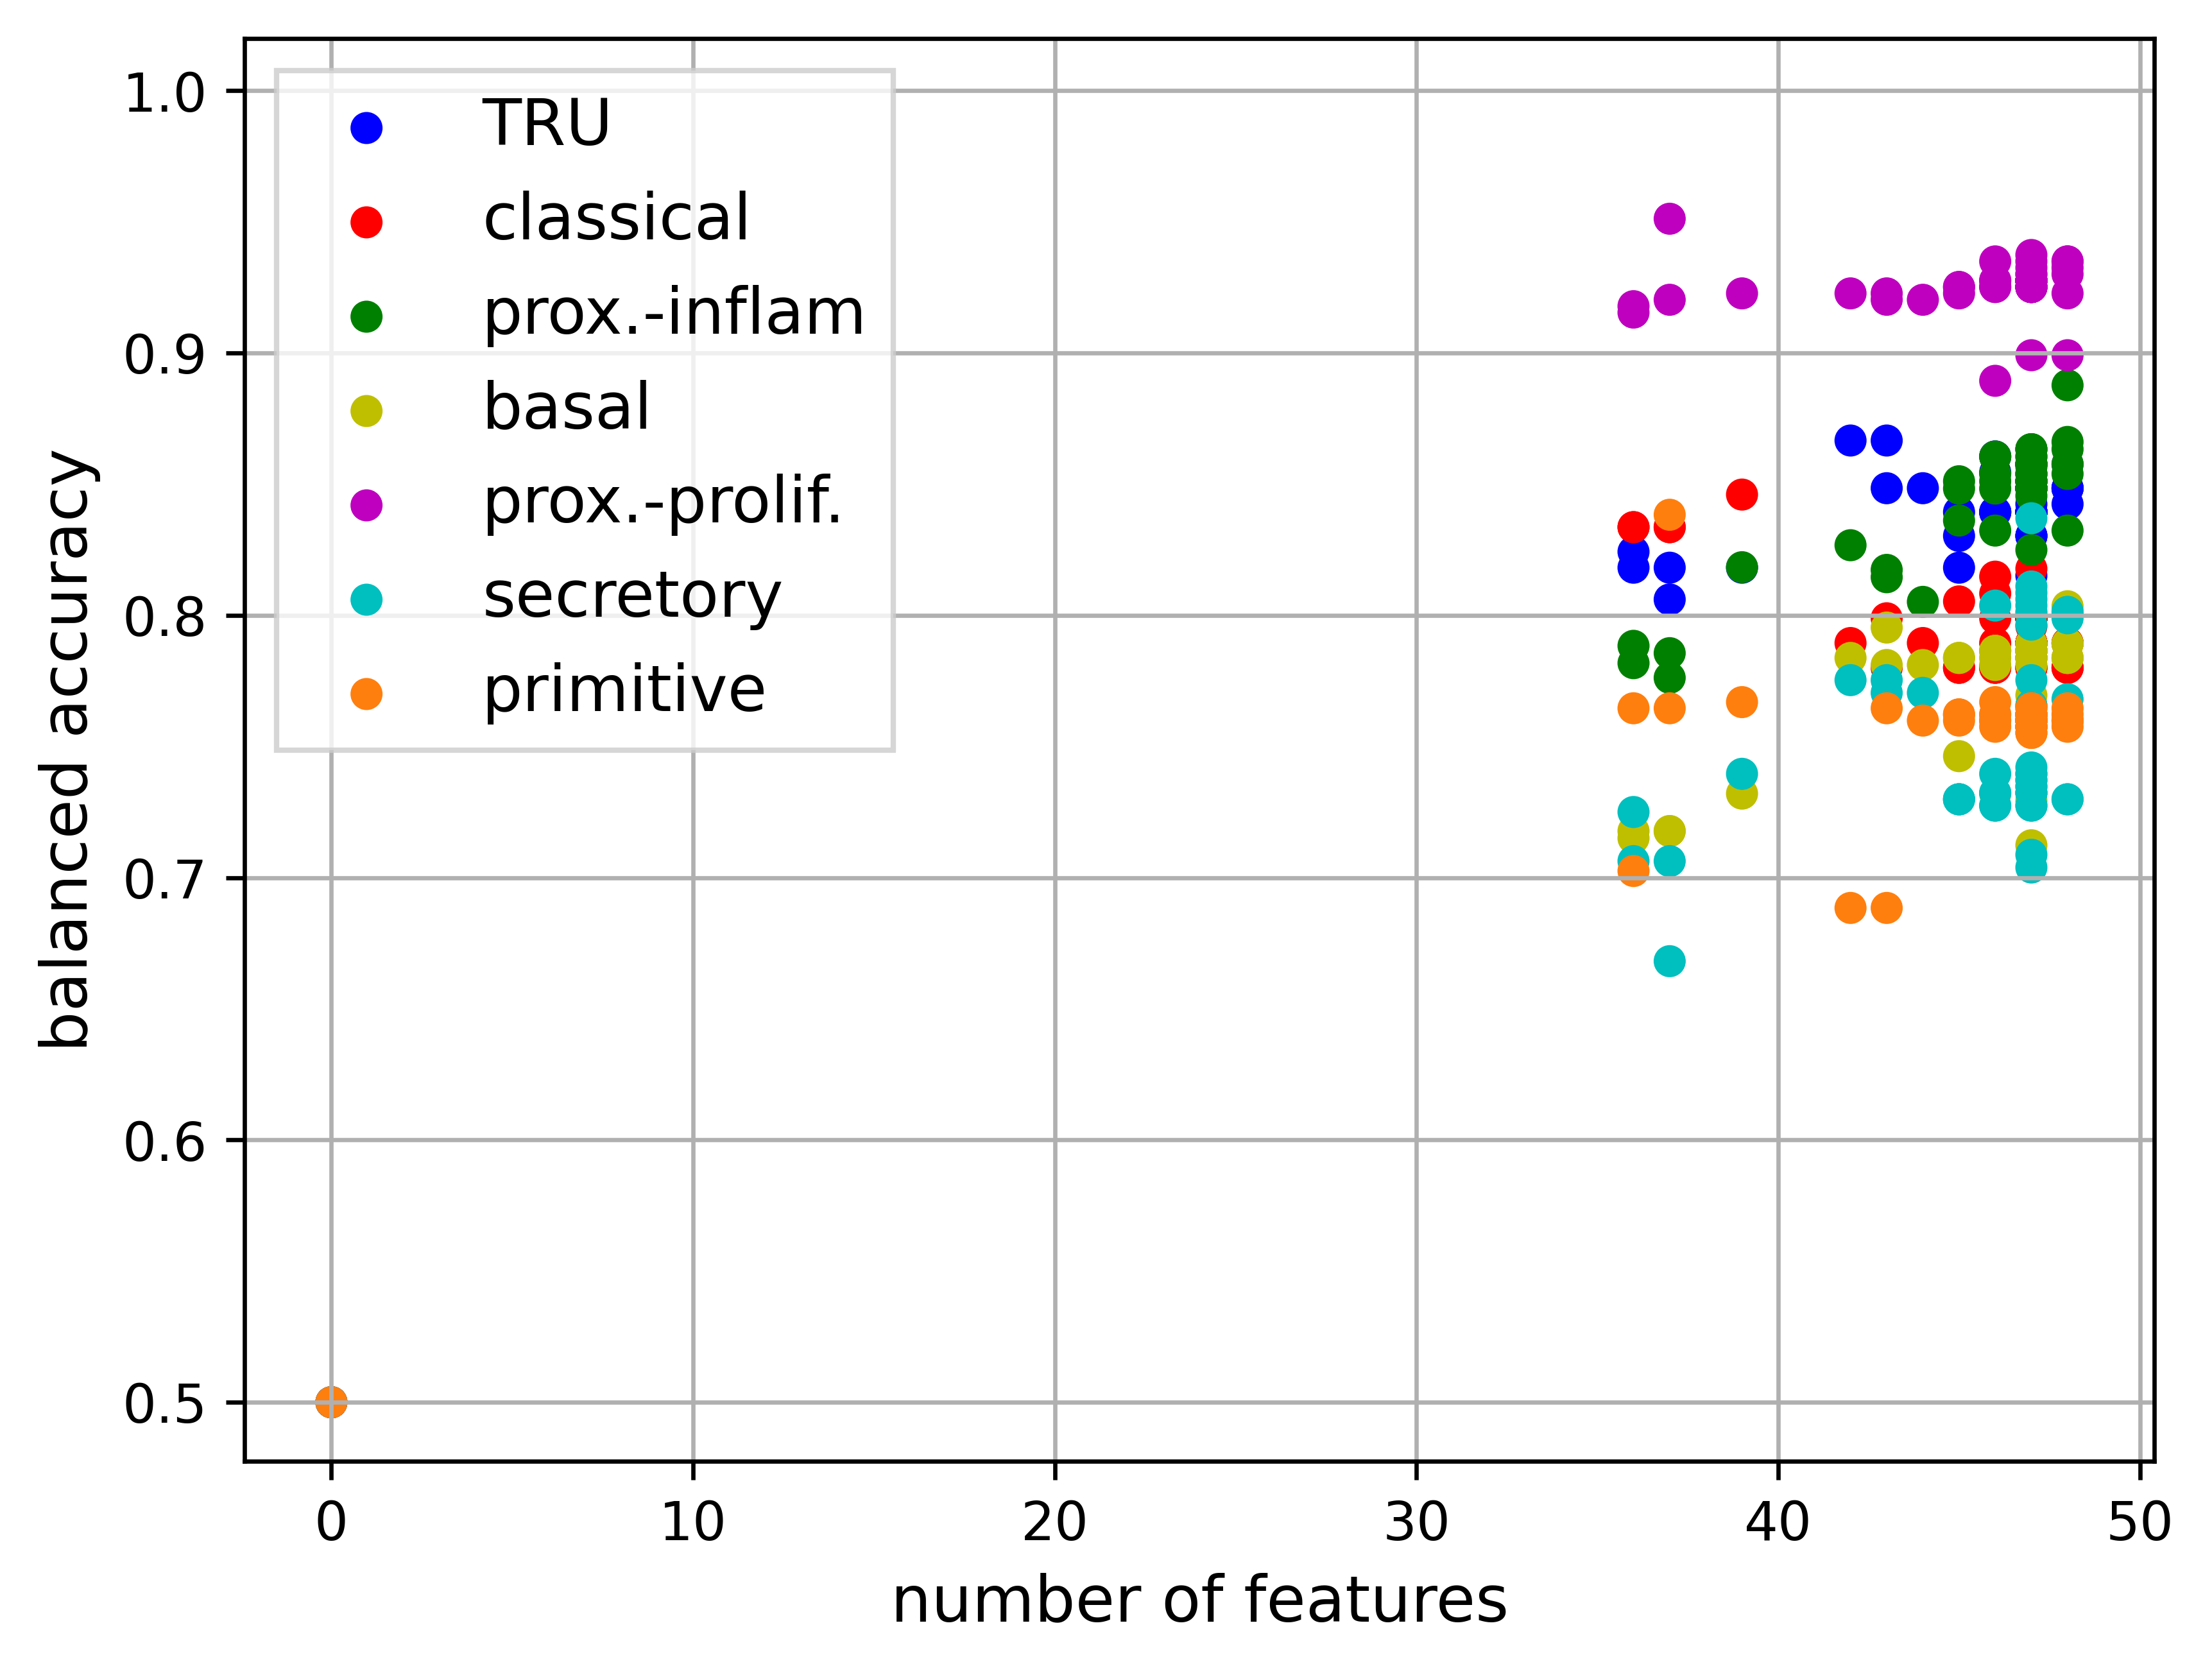 1.0
0.9
0.8
0.7
0.6
0.5
balanced accuracy
TRU
classical
prox.-inflam
basal
prox.-prolif.
secretory
primitive
0 10 20 30 40 50
number of features